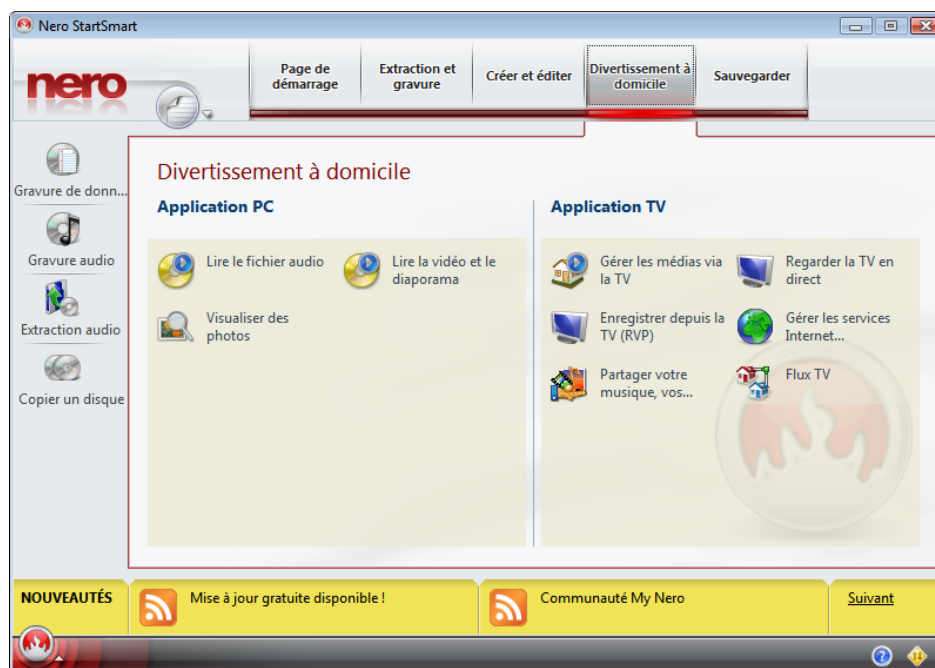 Nero StartSmart
nero
Page de
démarrage
Extraction et
gravure
Créer et éditer
Divertissement à
domicile
Sauvegarder
Gravure de donn...
Gravure audio
Extraction audio
Copier un disque
Divertissement à domicile
Application PC
Lire le fichier audio
Lire la vidéo et le
diaporama
Visualiser des
photos
Application TV
Gérer les médias via
la TV
Regarder la TV en
direct
Enregistrer depuis la
TV (RVP)
Gérer les services
Internet...
Partager votre
musique, vos...
Flux TV
NOUVEAUTÉS
Mise à jour gratuite disponible !
Communauté My Nero
Suivant